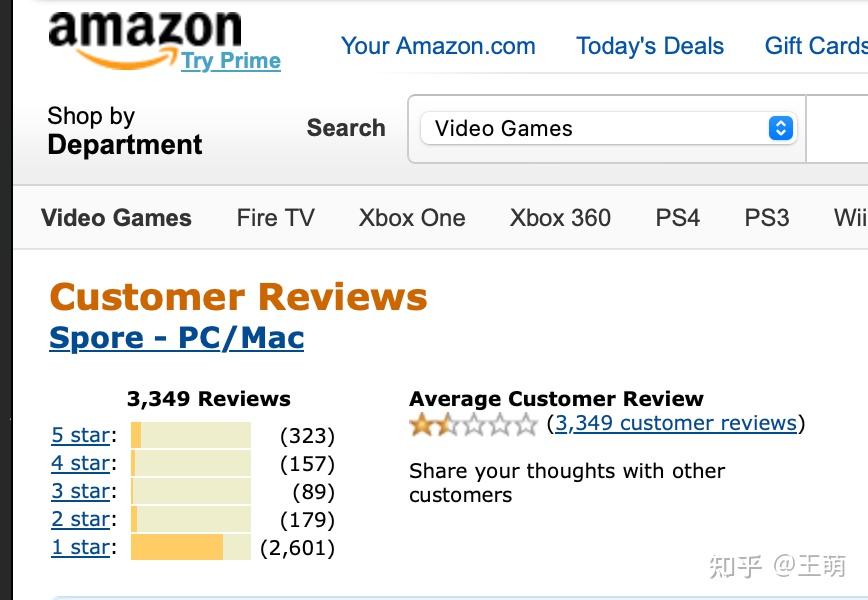 amazon
Try Prime
Your Amazon.com Today's Deals Gift Cards
Shop by
Department
Search Video Games
Video Games Fire TV Xbox One Xbox 360 PS4 PS3 Wii
Customer Reviews
Spore - PC/Mac
3,349 Reviews
5 star: (323)
4 star: (157)
3 star: (89)
2 star: (179)
1 star: (2,601)
Average Customer Review
(3,349 customer reviews)
Share your thoughts with other
customers
知乎 @王萌